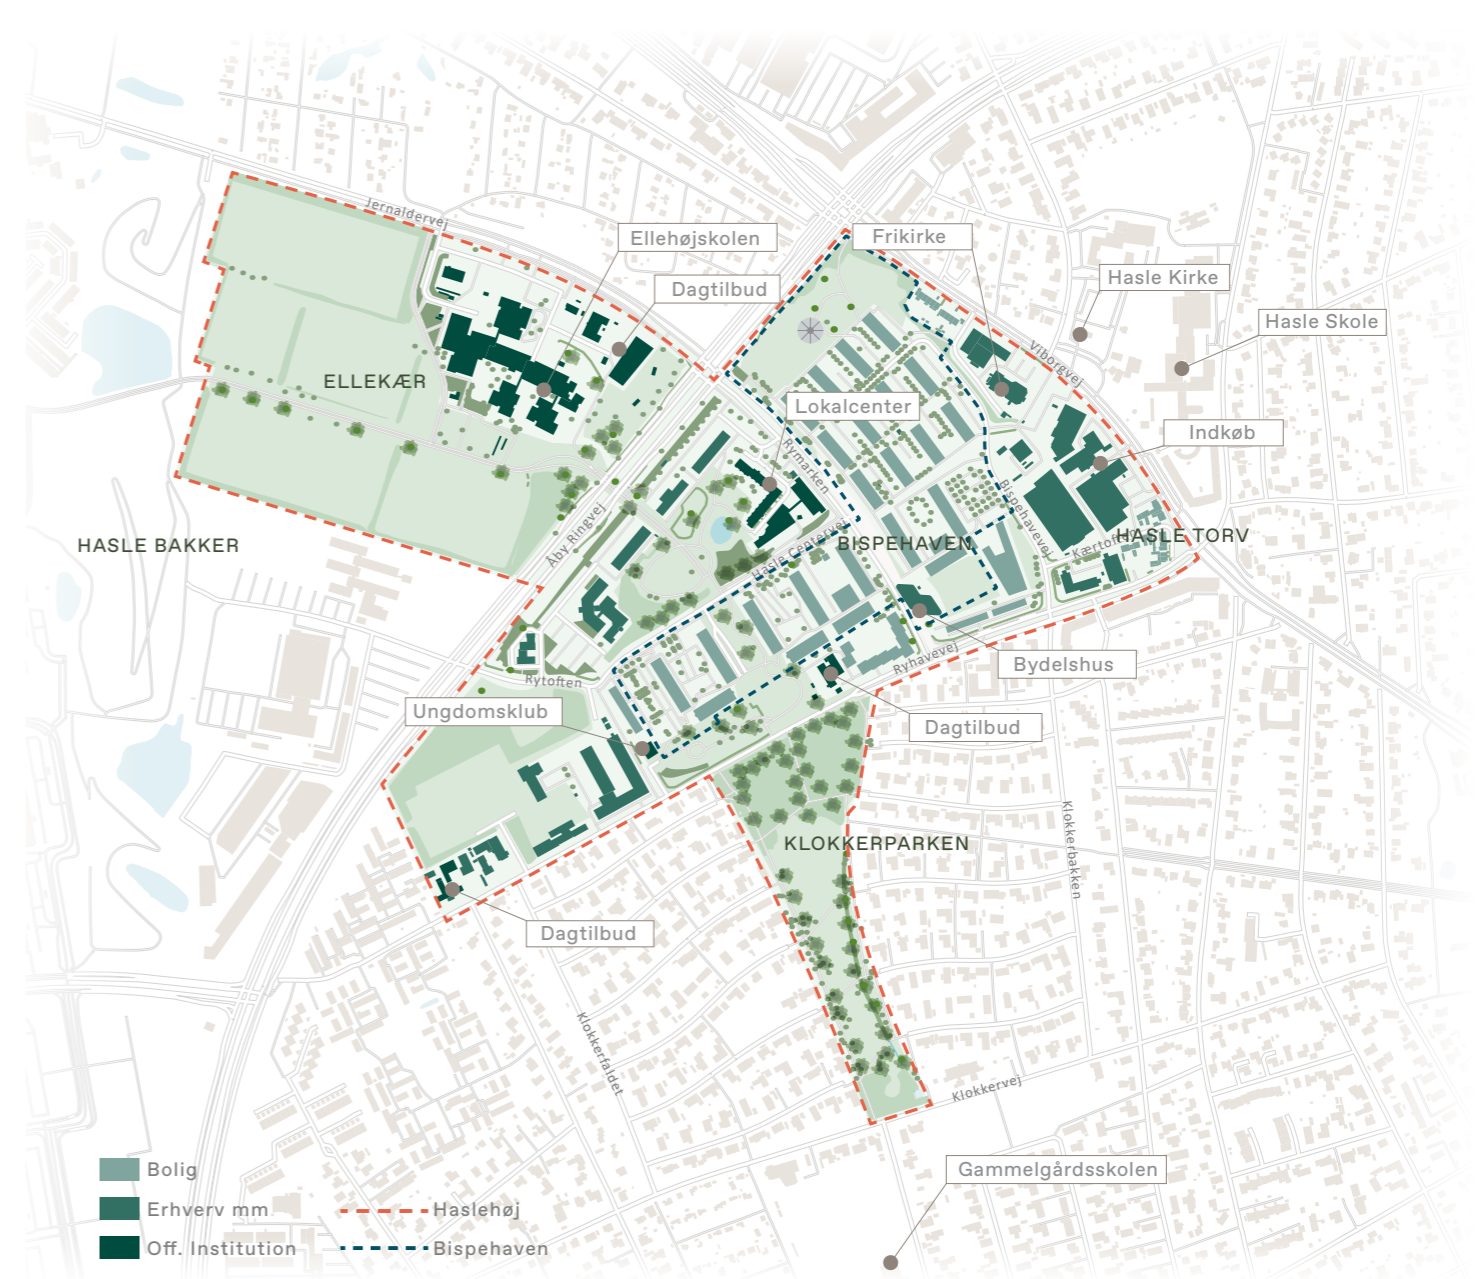 Jernaldervej
Ellehøjskolen
Frikirke
Hasle Kirke
Dagtilbud
Hasle Skole
Viborgvej
ELLEKÆR
Lokalcenter
Indkøb
Rymarken
Bispehavevej
Åby Ringvej
Hasle Centervej
HASLE BAKKER
BISPEHAVEN
Kærtoften
HASLE TORV
Ryhavevej
Bydelshus
Rytoften
Ungdomsklub
Dagtilbud
KLOKKERPARKEN
Klokkerbakken
Dagtilbud
Klokkerfaldet
Klokkervej
Gammelgårdsskolen
Bolig
Erhverv mm
Haslehøj
Off. Institution
Bispehaven